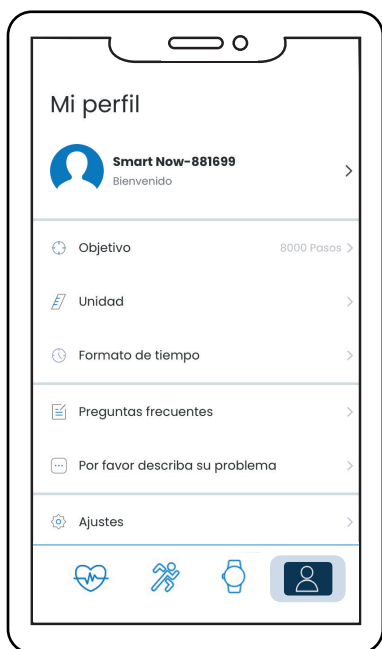 Mi perfil
Smart Now-881699
Bienvenido
Objetivo
8000 Pasos
Unidad
Formato de tiempo
Preguntas frecuentes
Por favor describa su problema
Ajustes